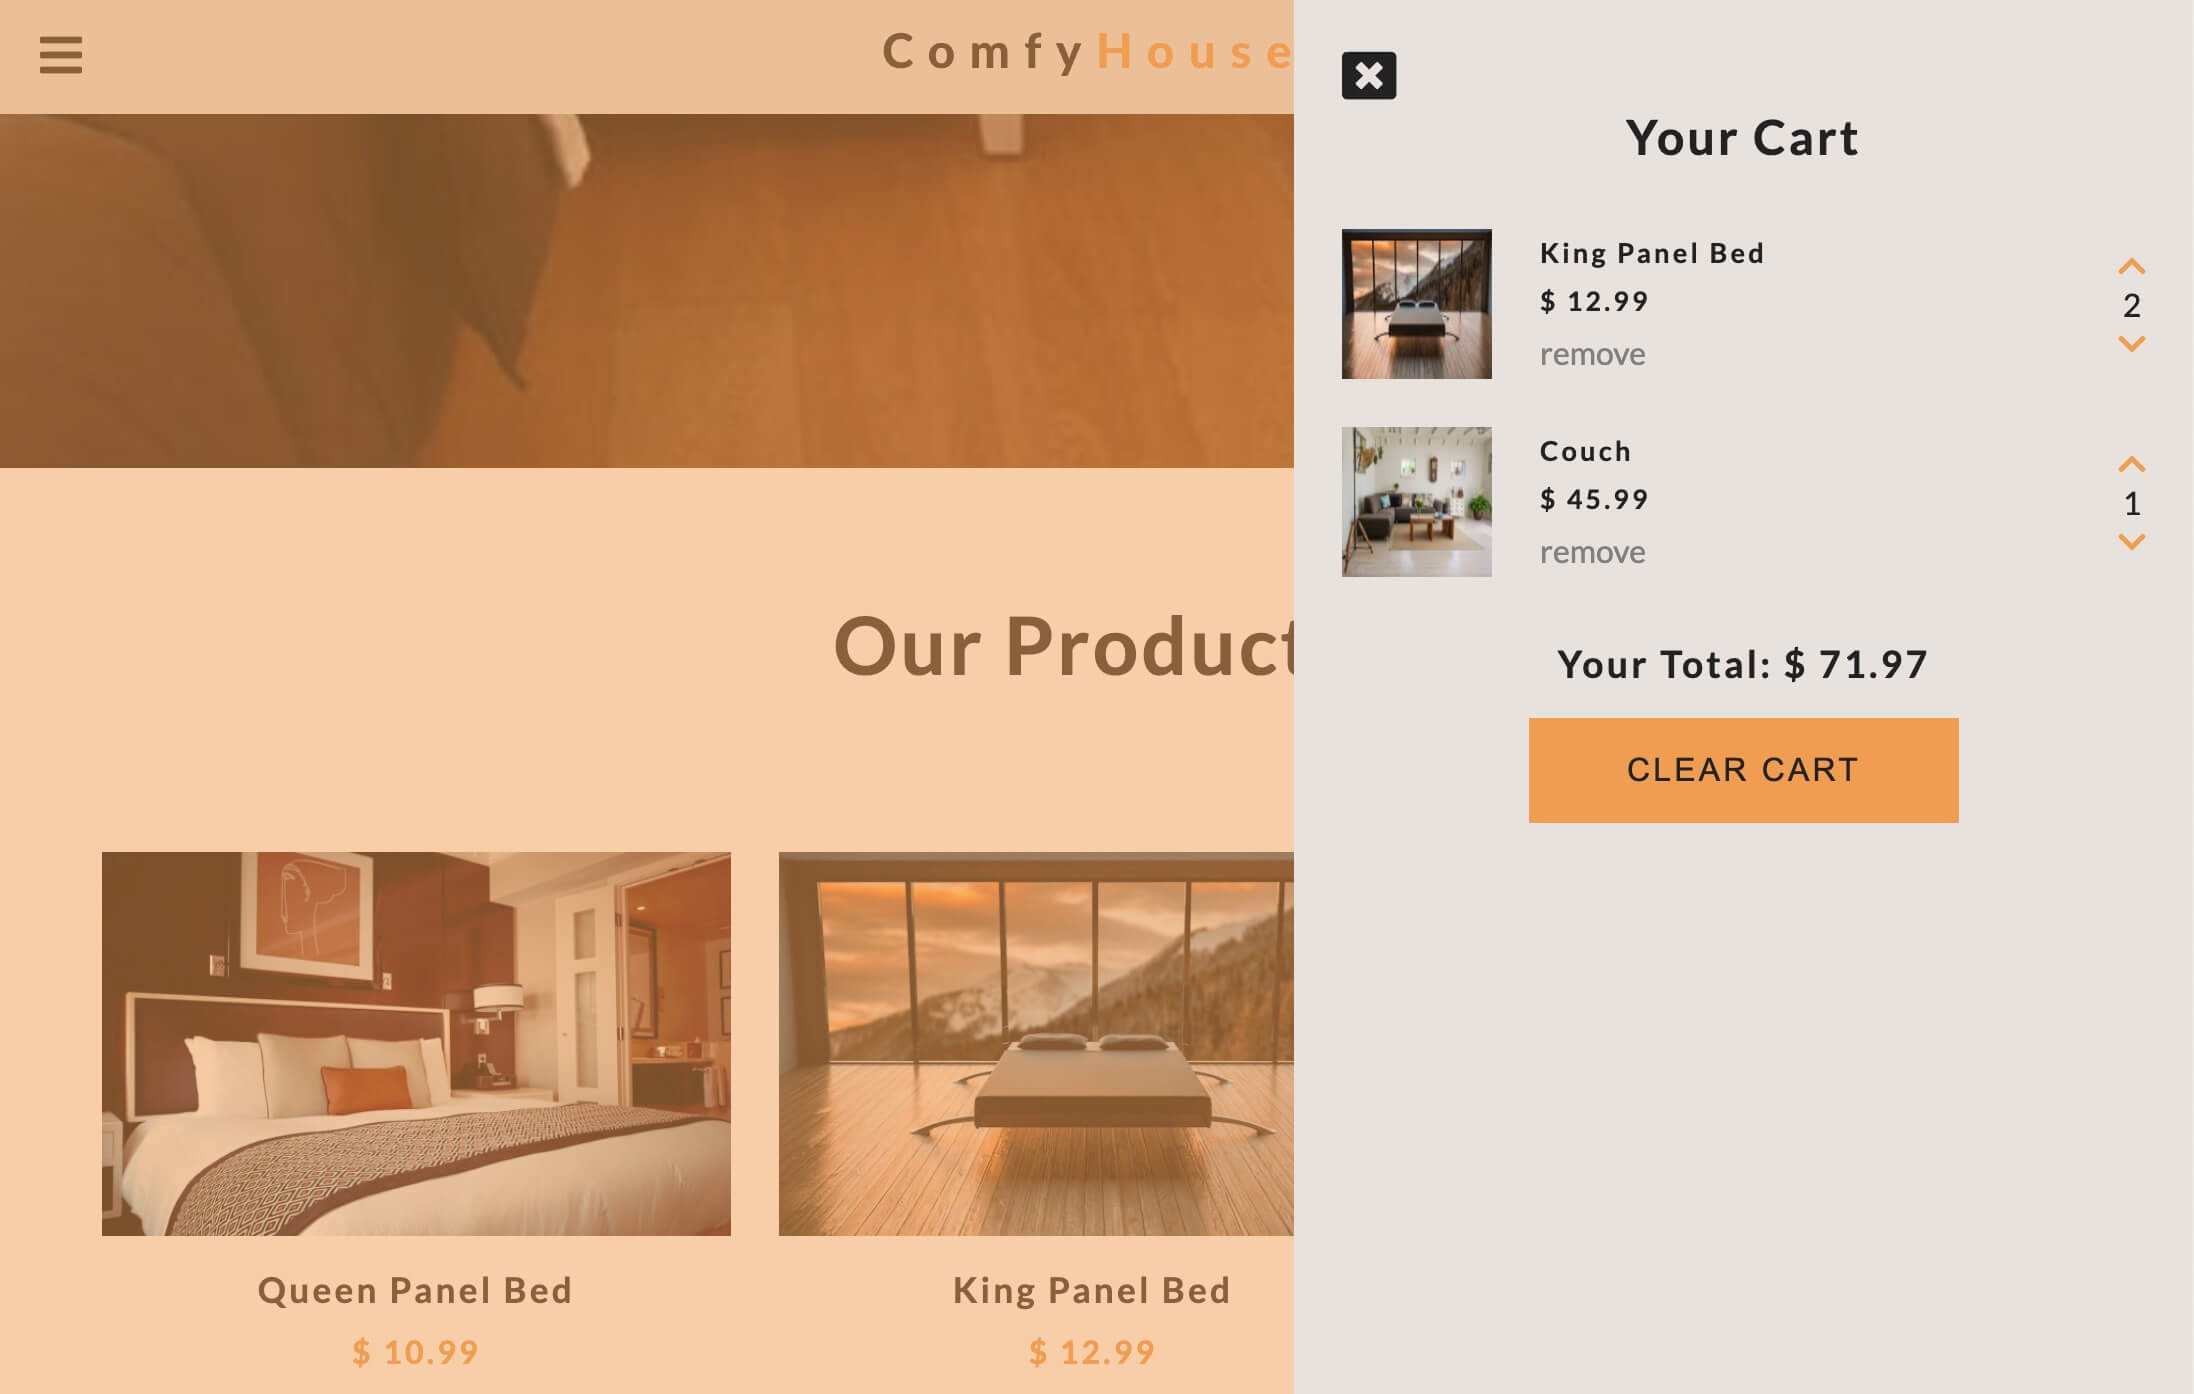 ComfyHouse
Your Cart
King Panel Bed
$ 12.99
remove
2
Couch
$ 45.99
remove
1
Your Total: $ 71.97
CLEAR CART
Our Product
Queen Panel Bed
$ 10.99
King Panel Bed
$ 12.99